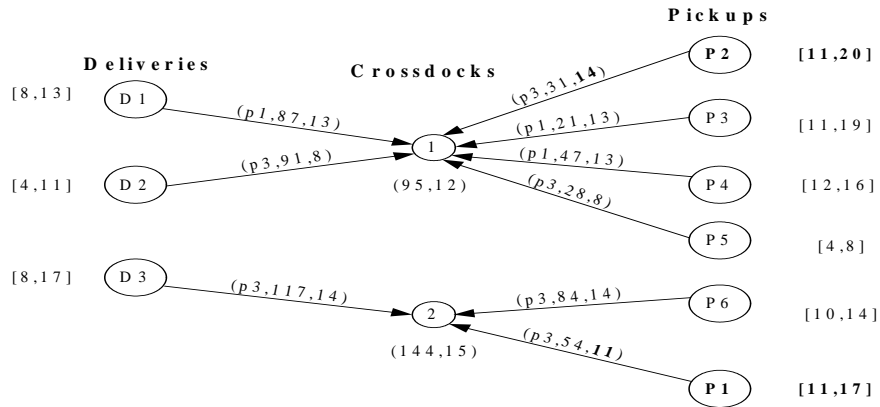 Pickups
Deliveries
Crossdocks
P2
[11,20]
[8,13]
D1
(p3,31,14)
(p1,87,13)
(p1,21,13)
P3
[11,19]
1
(p3,91,8)
(p1,47,13)
[4,11]
D2
(95,12)
(p3,28,8)
P4
[12,16]
P5
[4,8]
[8,17]
D3
(p3,117,14)
(p3,84,14)
P6
[10,14]
2
(144,15)
(p3,54,11)
P1
[11,17]